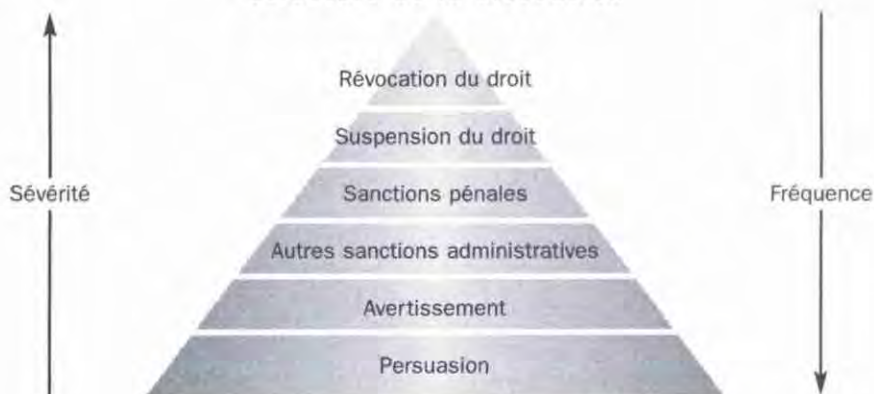 Révocation du droit
Suspension du droit
Sévérité
Sanctions pénales
Fréquence
Autres sanctions administratives
Avertissement
Persuasion